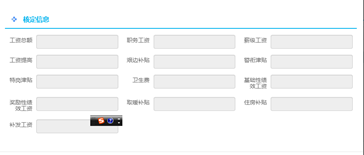 核定信息
工资总额
职务工资
薪级工资
工资提高
艰边补贴
警衔津贴
特岗津贴
卫生费
基础性绩
效工资
奖励性绩
效工资
取暖补贴
住房补贴
补发工资